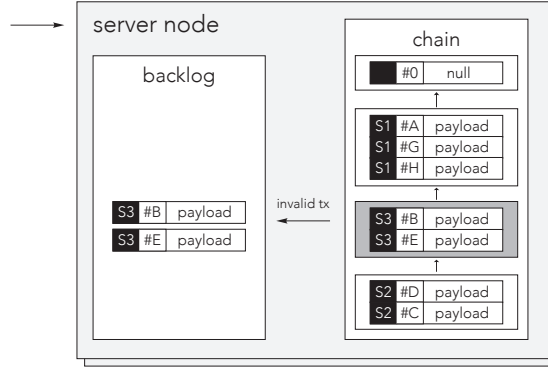 server node
backlog
S3 #B payload
S3 #E payload
invalid tx
chain
#0 null
S1 #A payload
S1 #G payload
S1 #H payload
S3 #B payload
S3 #E payload
S2 #D payload
S2 #C payload